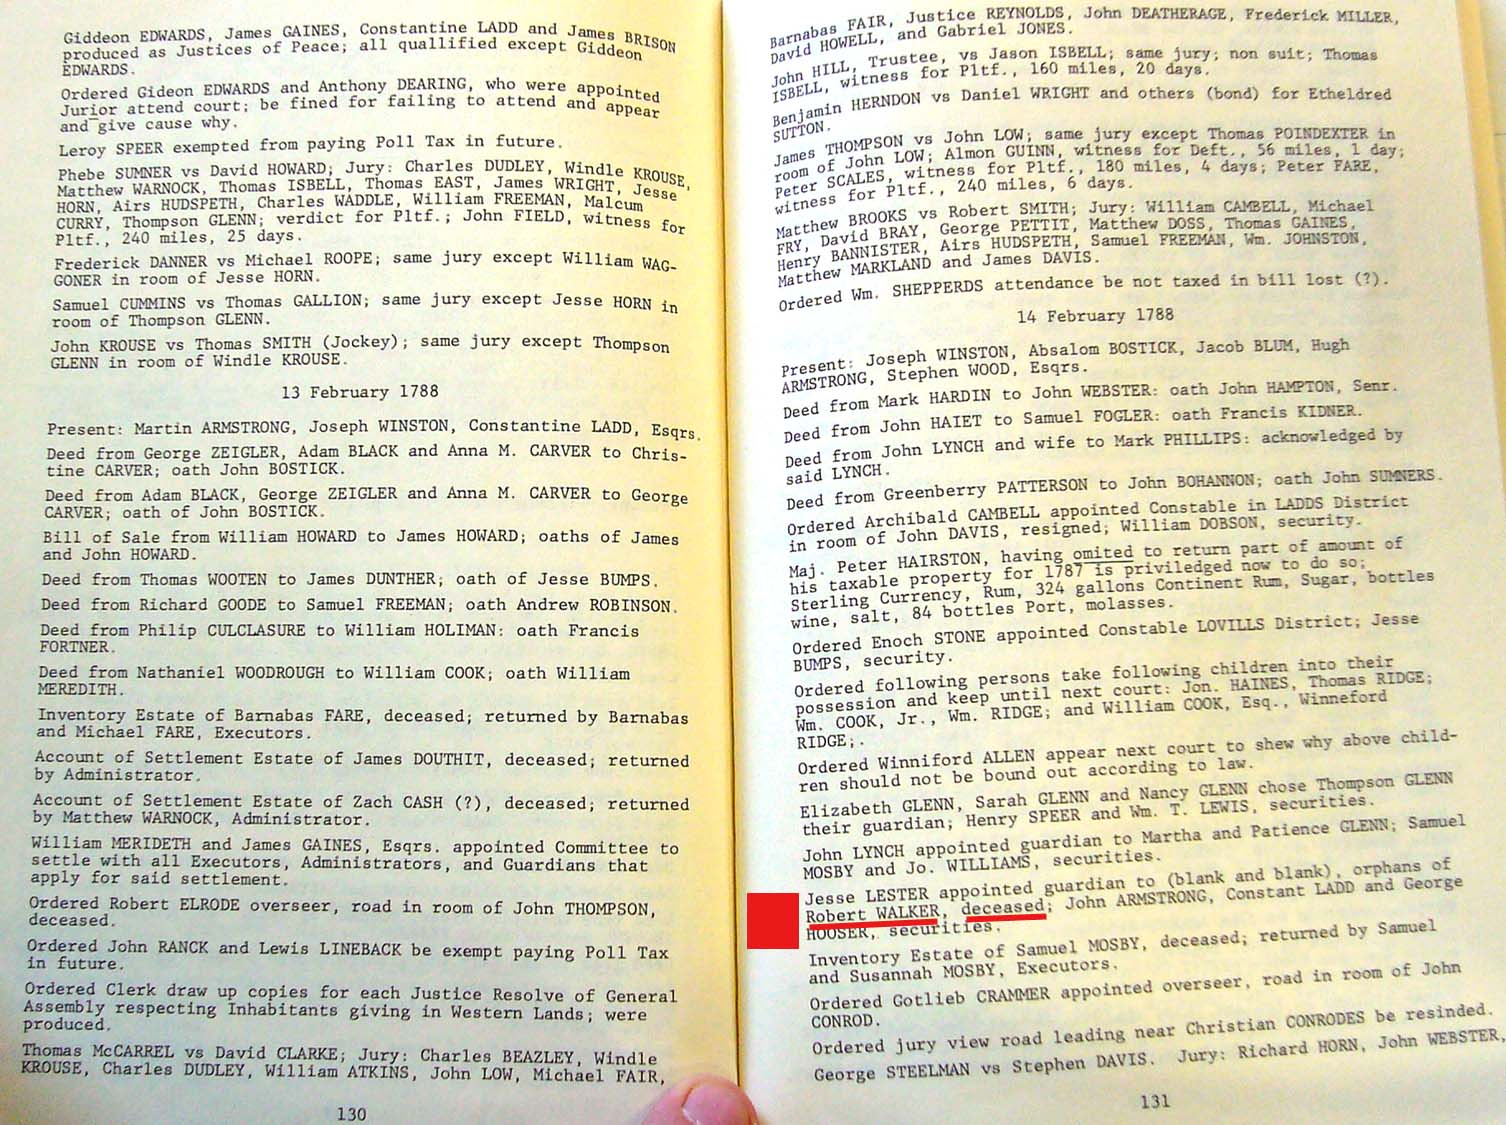 Giddeon EDWARDS, James GAINES, Constantine LADD and James BRISON
produced as Justices of Peace; all quallified except Giddeon
EDWARDS.
Ordered Gideon EDWARDS and Anthony DEARING, who were appointed
Jurior attend court; be fined for failing to attend and appear
and give cause why.
Leroy SPEER exempted from paying Poll Tax in future.
Phebe SUMNER vs David HOWARD; Jury: Charles DUDLEY, Windle KROUSE,
Matthew WARNOCK, Thomas ISBELL, Thomas EAST, James WRIGHT, Jesse
HORN, Airs HUDSPETH, Charles WADDLE, William FREEMAN, Malcum
CURRY, Thompson GLENN; verdict for Pltf.; John FIELD, witness for
Pltf., 240 miles, 25 days.
Frederick DANNER vs Michael ROOPE; same jury except William WAG-
GONER in room of Jesse HORN.
Samuel CUMMINS vs Thomas GALLION; same jury except Jesse HORN in
room of Thompson GLENN.
John KROUSE vs Thomas SMITH (Jockey); same jury except Thompson
GLENN in room of Windle KROUSE.
13 February 1788
Present: Martin ARMSTRONG, Joseph WINSTON, Constantine LADD, Esqrs.
Deed from George ZEIGLER, Adam BLACK and Anna M. CARVER to Chris-
tine CARVER; oath John BOSTICK.
Deed from Adam BLACK, George ZEIGLER and Anna M. CARVER to George
CARVER; oath of John BOSTICK.
Bill of Sale from William HOWARD to James HOWARD; oaths of James
and John HOWARD.
Deed from Thomas WOOTEN to James DUNTHER; oath of Jesse BUMPS.
Deed from Richard GOODE to Samuel FREEMAN; oath Andrew ROBINSON.
Deed from Philip CULCLASURE to William HOLIMAN: oath Francis
FORTNER.
Deed from Nathaniel WOODROUGH to William COOK; oath William
MEREDITH.
Inventory Estate of Barnabas FARE, deceased; returned by Barnabas
and Michael FARE, Executors.
Account of Settlement Estate of James DOUTHIT, deceased; returned
by Administrator.
Account of Settlement Estate of Zach CASH (?), deceased; returned
by Matthew WARNOCK, Administrator.
William MERIDETH and James GAINES, Esqrs. appointed Committee to
settle with all Executors, Administrators, and Guardians that
apply for said settlement.
Ordered Robert ELRODE overseer, road in room of John THOMPSON,
deceased.
Ordered John RANCK and Lewis LINEBACK be exempt paying Poll Tax
in future.
Ordered Clerk draw up copies for each Justice Resolve of General
Assembly respecting Inhabitants giving in Western Lands; were
produced.
Thomas McCARREL vs David CLARKE; Jury: Charles BEAZLEY, Windle
KROUSE, Charles DUDLEY, William ATKINS, John LOW, Michael FAIR,
130
Barnabas FAIR, Justice REYNOLDS, John DEATHERAGE, Frederick MILLER,
David HOWELL, and Gabriel JONES.
John HILL, Trustee, vs Jason ISBELL; same jury; non suit; Thomas
ISBELL, witness for Pltf., 160 miles, 20 days.
Benjamin HERNDON vs Daniel WRIGHT and others (bond) for Etheldred
SUTTON.
James THOMPSON vs John LOW; same jury except Thomas POINDEXTER in
room of John LOW; Almon GUINN, witness for Deft., 56 miles, 1 day;
Peter SCALES, witness for Pltf., 180 miles, 4 days; Peter FARE,
witness for Pltf., 240 miles, 6 days.
Matthew BROOKS vs Robert SMITH; Jury: William CAMBELL, Michael
FRY, David BRAY, George PETTIT, Matthew DOSS, Thomas GAINES,
Henry BANNISTER, Airs HUDSPETH, Samuel FREEMAN, Wm. JOHNSTON,
Matthew MARKLAND and James DAVIS.
Ordered Wm. SHEPPERDS attendance be not taxed in bill lost (?).
14 February 1788
Present: Joseph WINSTON, Absalom BOSTICK, Jacob BLUM, Hugh
ARMSTRONG, Stephen WOOD, Esqrs.
Deed from Mark HARDIN to John WEBSTER: oath John HAMPTON, Senr.
Deed from John HAIET to Samuel FOGLER: oath Francis KIDNER.
Deed from John LYNCH and wife to Mark PHILLIPS: acknowledged by
said LYNCH.
Deed from Greenberry PATTERSON to John BOHANNON; oath John SUMNERS.
Ordered Archibald CAMBELL appointed Constable in LADDS District
in room of John DAVIS, resigned; William DOBSON, security.
Maj. Peter HAIRSTON, having omited to return part of amount of
his taxable property for 1787 is priviledged now to do so;
Sterling Currency, Rum, 324 gallons Continent Rum, Sugar, bottles
wine, salt, 84 bottles Port, molasses.
Ordered Enoch STONE appointed Constable LOVILLS District; Jesse
BUMPS, security.
Ordered following persons take following children into their
possession and keep until next court: Jon. HAINES, Thomas RIDGE;
Wm. COOK, Jr., Wm. RIDGE; and William COOK, Esq., Winneford
RIDGE;.
Ordered Winniford ALLEN appear next court to shew why above child-
ren should not be bound out according to law.
Elizabeth GLENN, Sarah GLENN and Nancy GLENN chose Thompson GLENN
their guardian; Henry SPEER and Wm. T. LEWIS, securities.
John LYNCH appointed guardian to Martha and Patience GLENN; Samuel
MOSBY and Jo. WILLIAMS, securities.
Jesse LESTER appointed guardian to (blank and blank), orphans of
Robert WALKER, deceased; John ARMSTRONG, Constant LADD and George
HOOSER, securities.
Inventory Estate of Samuel MOSBY, deceased; returned by Samuel
and Susannah MOSBY, Executors.
Ordered Gotlieb CRAMMER appointed overseer, road in room of John
CONROD.
Ordered jury view road leading near Christian CONRODES be resinded.
George STEELMAN vs Stephen DAVIS. Jury: Richard HORN, John WEBSTER,
131